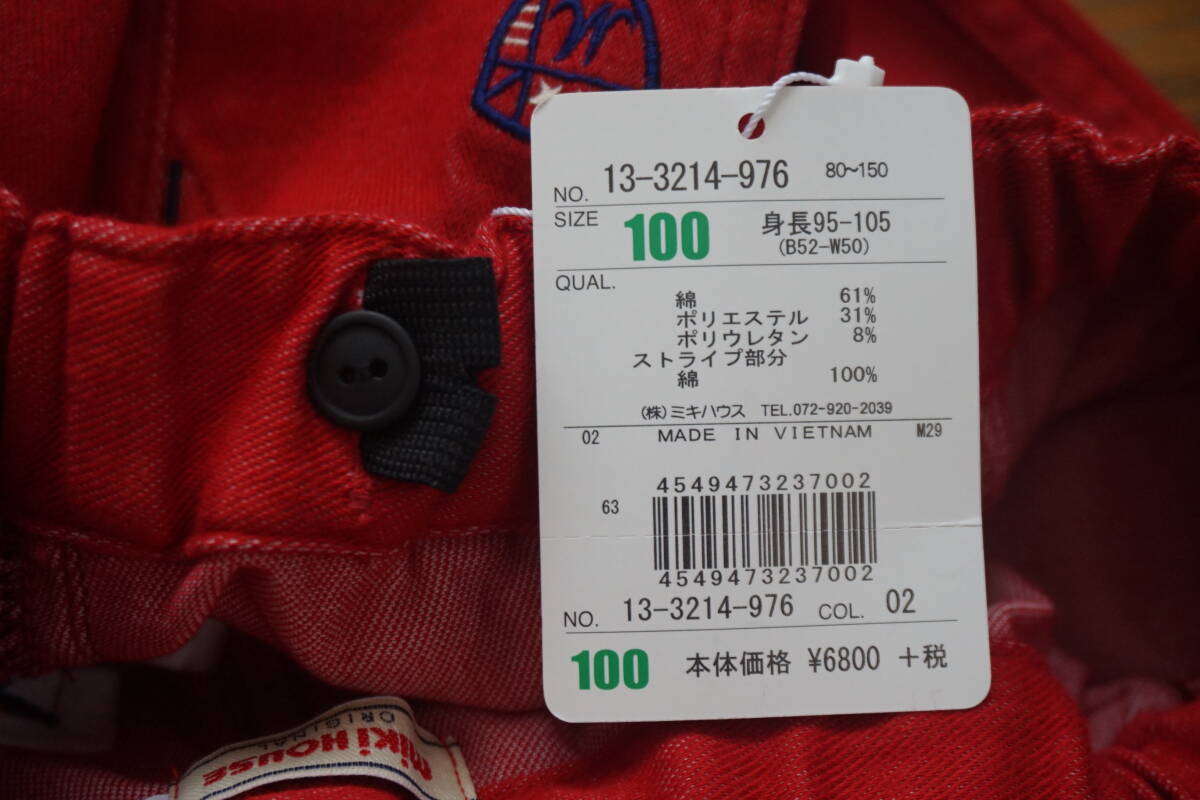 NO. 13-3214-976 80~150
SIZE 100 身長95-105
(B52-W50)
QUAL.
綿 61%
ポリエステル 31%
ポリウレタン 8%
ストライプ部分
綿 100%
(株)ミキハウス TEL.072-920-2039
02 MADE IN VIETNAM M29
4549473237002
63
4549473237002
NO. 13-3214-976 COL. 02
100 本体価格 ¥6800 +税
miki HOUSE
ORIGINAL